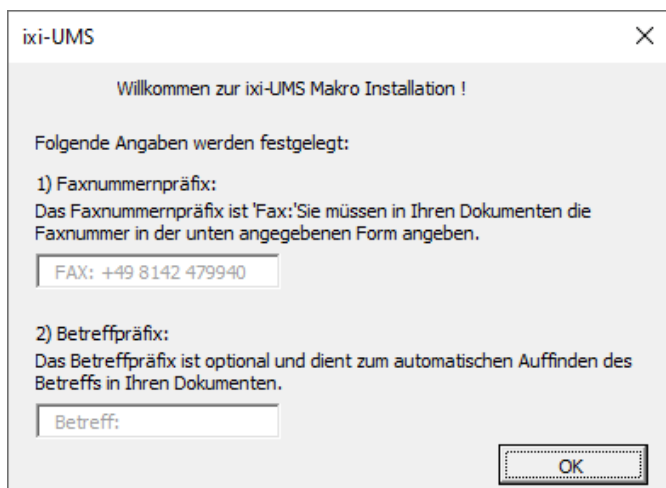 ixi-UMS
Willkommen zur ixi-UMS Makro Installation !
Folgende Angaben werden festgelegt:
1) Faxnummernpräfix:
Das Faxnummernpräfix ist 'Fax:'Sie müssen in Ihren Dokumenten die
Faxnummer in der unten angegebenen Form angeben.
FAX: +49 8142 479940
2) Betreffpräfix:
Das Betreffpräfix ist optional und dient zum automatischen Auffinden des
Betreffs in Ihren Dokumenten.
Betreff:
OK